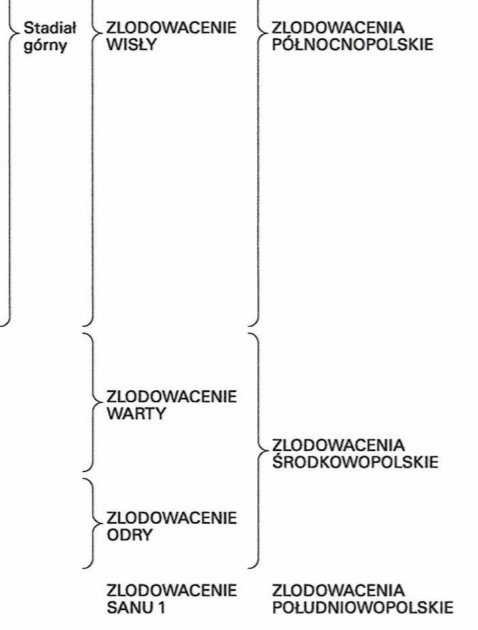 Stadiał
górny
ZLODOWACENIE
WISŁY
ZLODOWACENIA
PÓŁNOCNOPOLSKIE
ZLODOWACENIE
WARTY
ZLODOWACENIA
ŚRODKOWOPOLSKIE
ZLODOWACENIE
ODRY
ZLODOWACENIE
SANU 1
ZLODOWACENIA
POŁUDNIOWOPOLSKIE